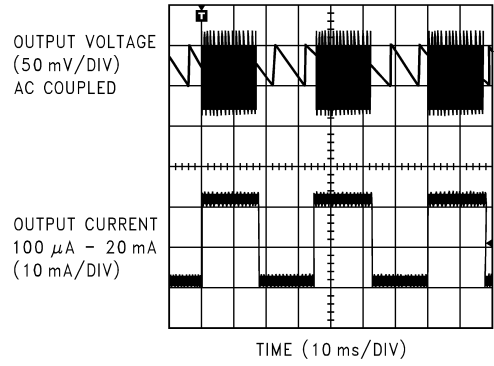 T
OUTPUT VOLTAGE
(50 mV/DIV)
AC COUPLED
OUTPUT CURRENT
100 µA – 20 mA
(10 mA/DIV)
TIME (10 ms/DIV)